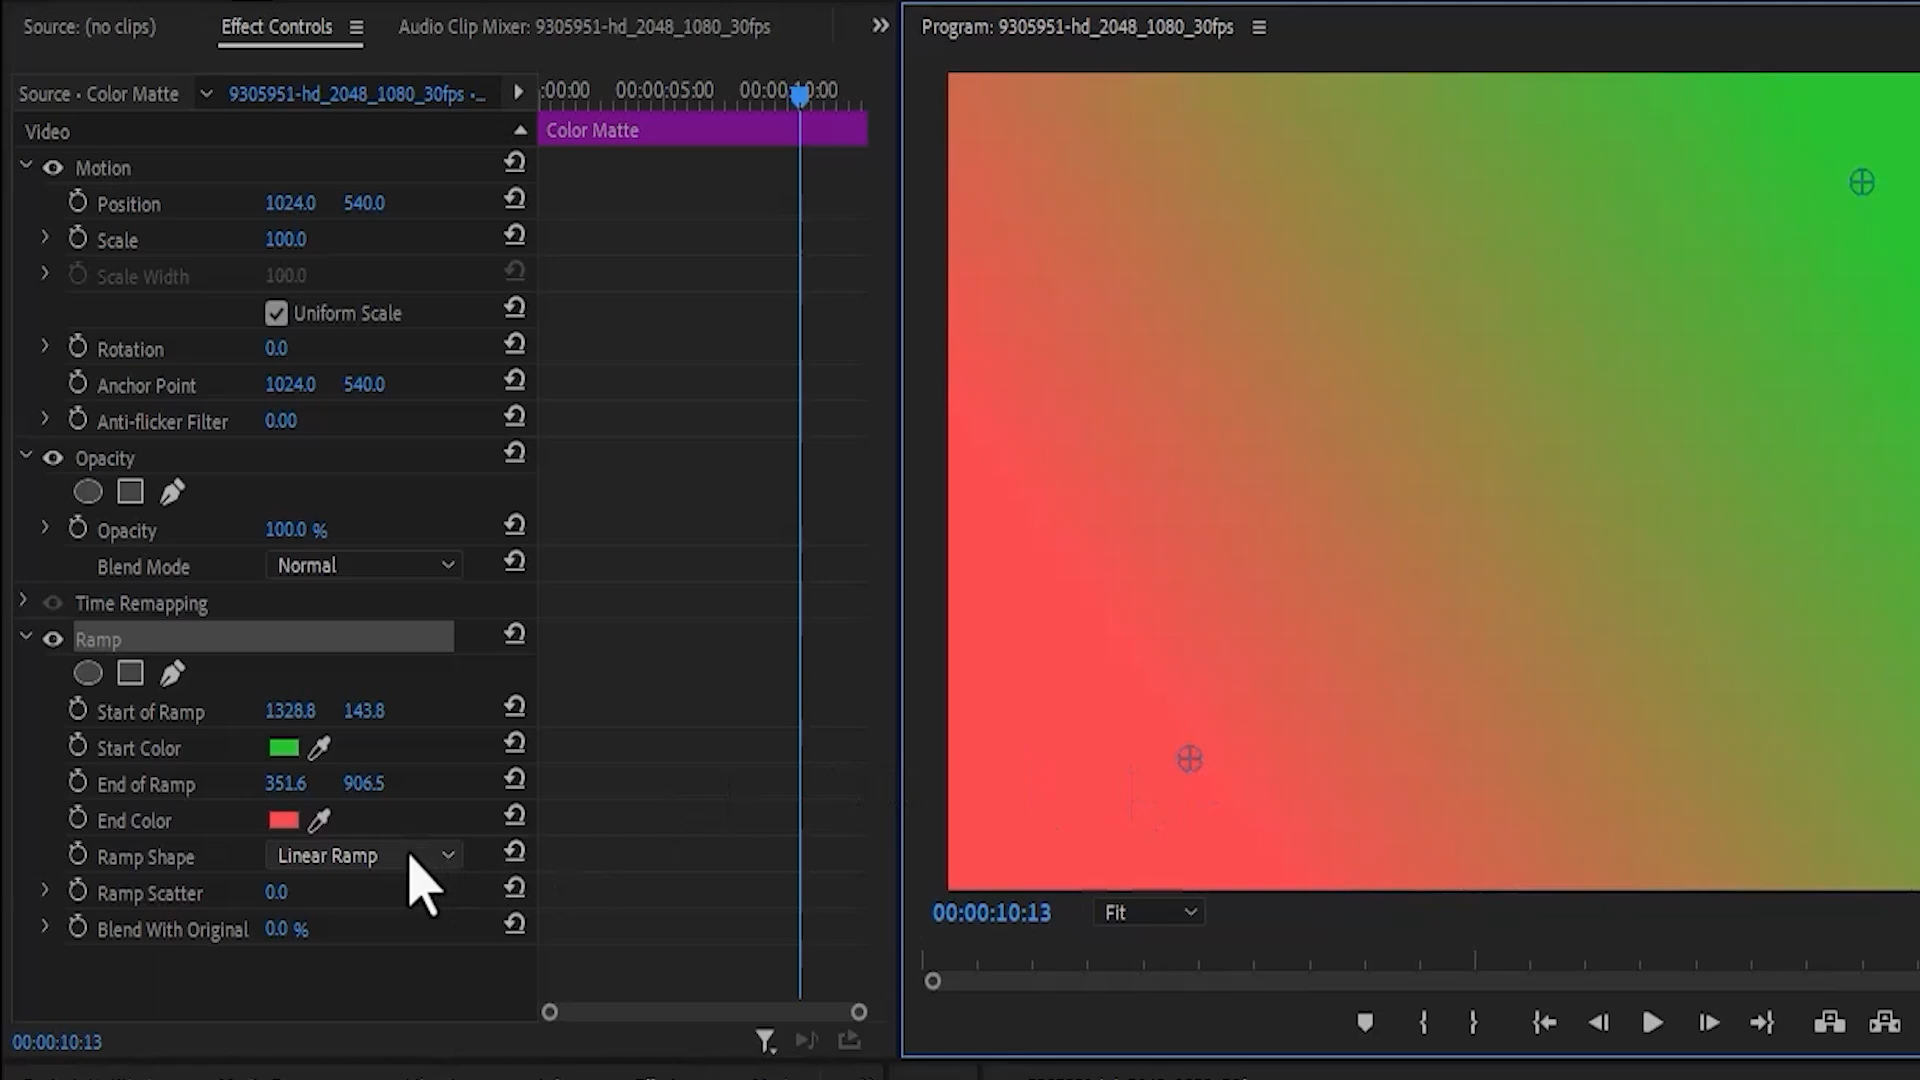 Source: (no clips)
Effect Controls
Audio Clip Mixer: 9305951-hd_2048_1080_30fps
Program: 9305951-hd_2048_1080_30fps
Source · Color Matte
9305951-hd_2048_1080_30fps ·...
:00:00
00:00:05:00
Video
Color Matte
Motion
Position 1024.0 540.0
Scale 100.0
Scale Width 100.0
Uniform Scale
Rotation 0.0
Anchor Point 1024.0 540.0
Anti-flicker Filter 0.00
Opacity
Opacity 100.0 %
Blend Mode Normal
Time Remapping
Ramp
Start of Ramp 1328.8 143.8
Start Color
End of Ramp 351.6 906.5
End Color
Ramp Shape Linear Ramp
Ramp Scatter 0.0
Blend With Original 0.0 %
00:00:10:13
00:00:10:13
Fit